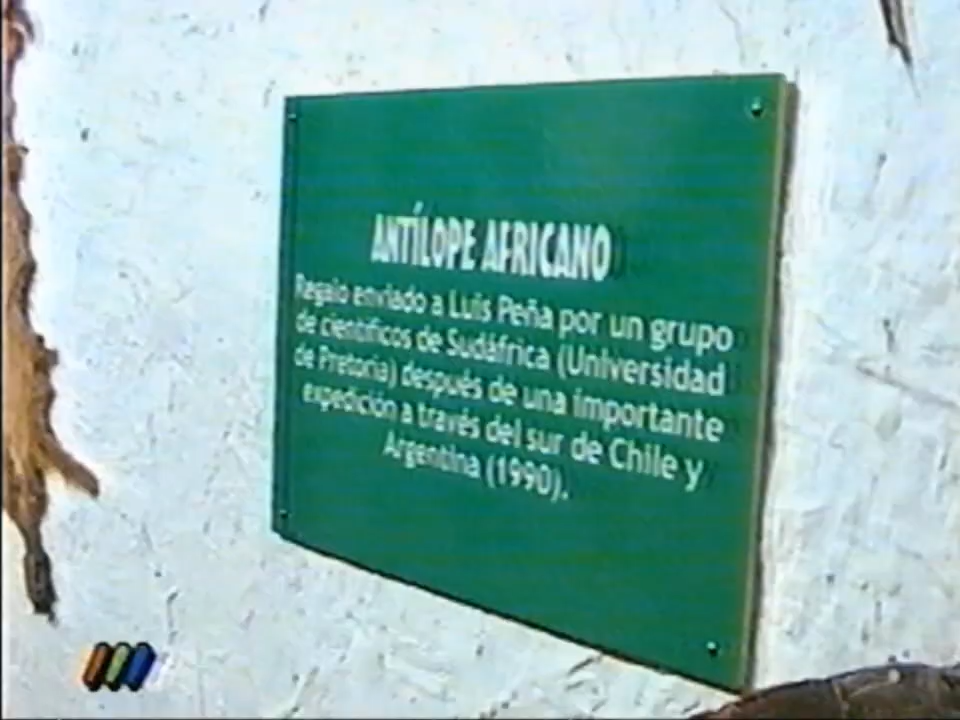 ANTÍLOPE AFRICANO
Regalo enviado a Luis Peña por un grupo
de científicos de Sudáfrica (Universidad
de Pretoria) después de una importante
expedición a través del sur de Chile y
Argentina (1990).